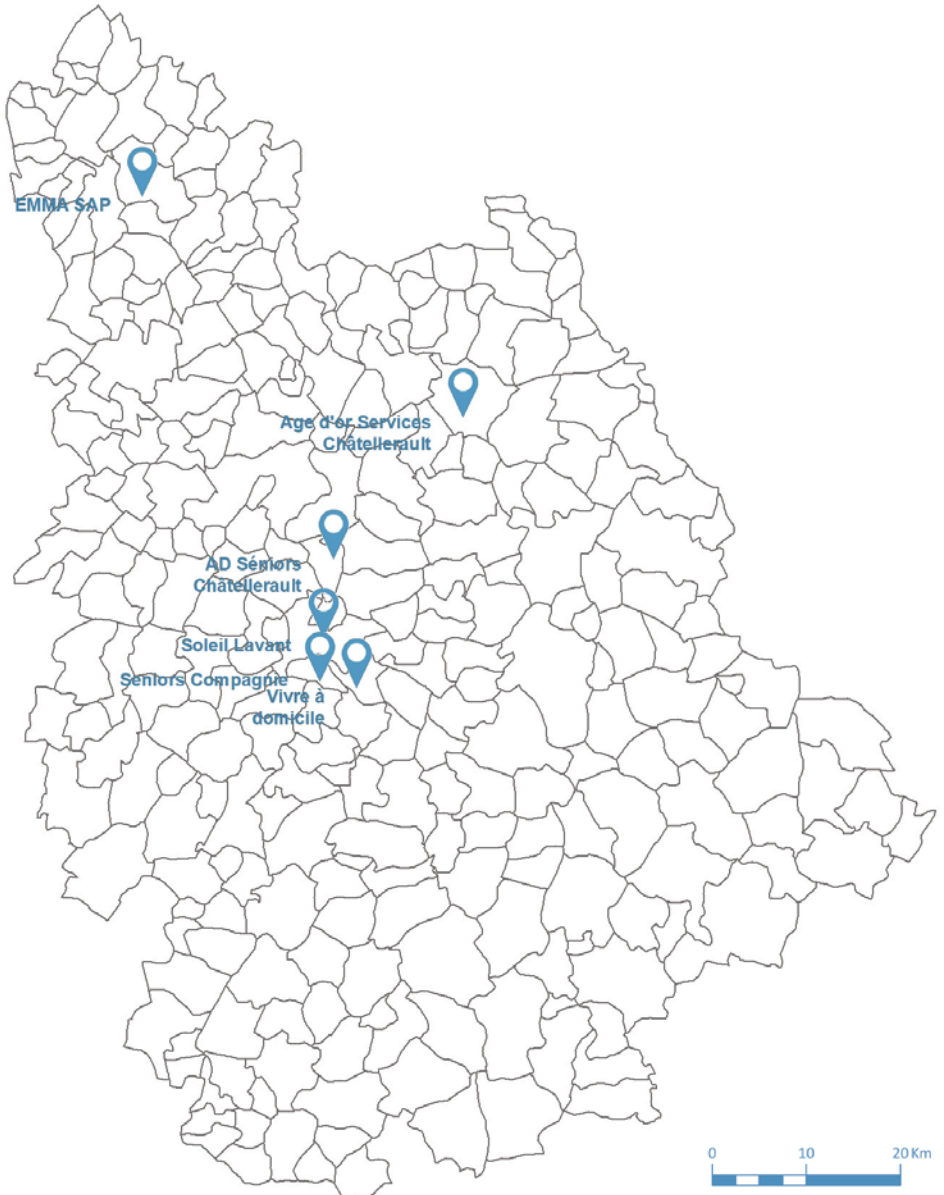 EMMA SAP
Age d'or Services
Châtellerault
AD Séniors
Châtellerault
Soleil Lavant
Seniors Compagnie
Vivre à
domicile
0 10 20 Km